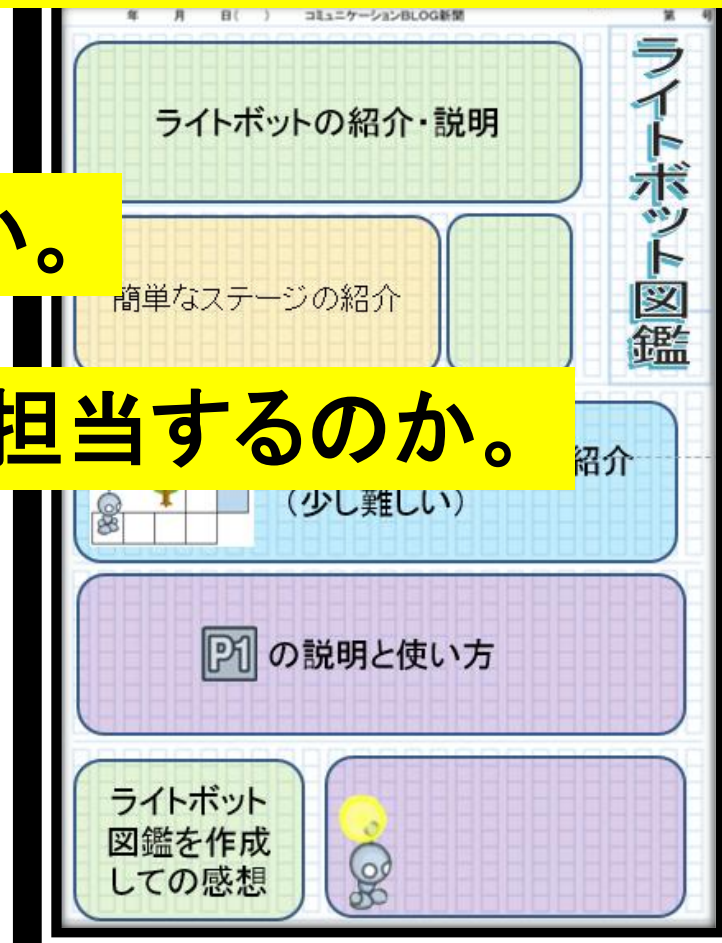 年 月 日( ) コミュニケーションBLOG新聞 第 号
ライトボット図鑑
ライトボットの紹介・説明
か。
簡単なステージの紹介
担当するのか。
紹介
（少し難しい）
P1 の説明と使い方
ライトボット
図鑑を作成
しての感想